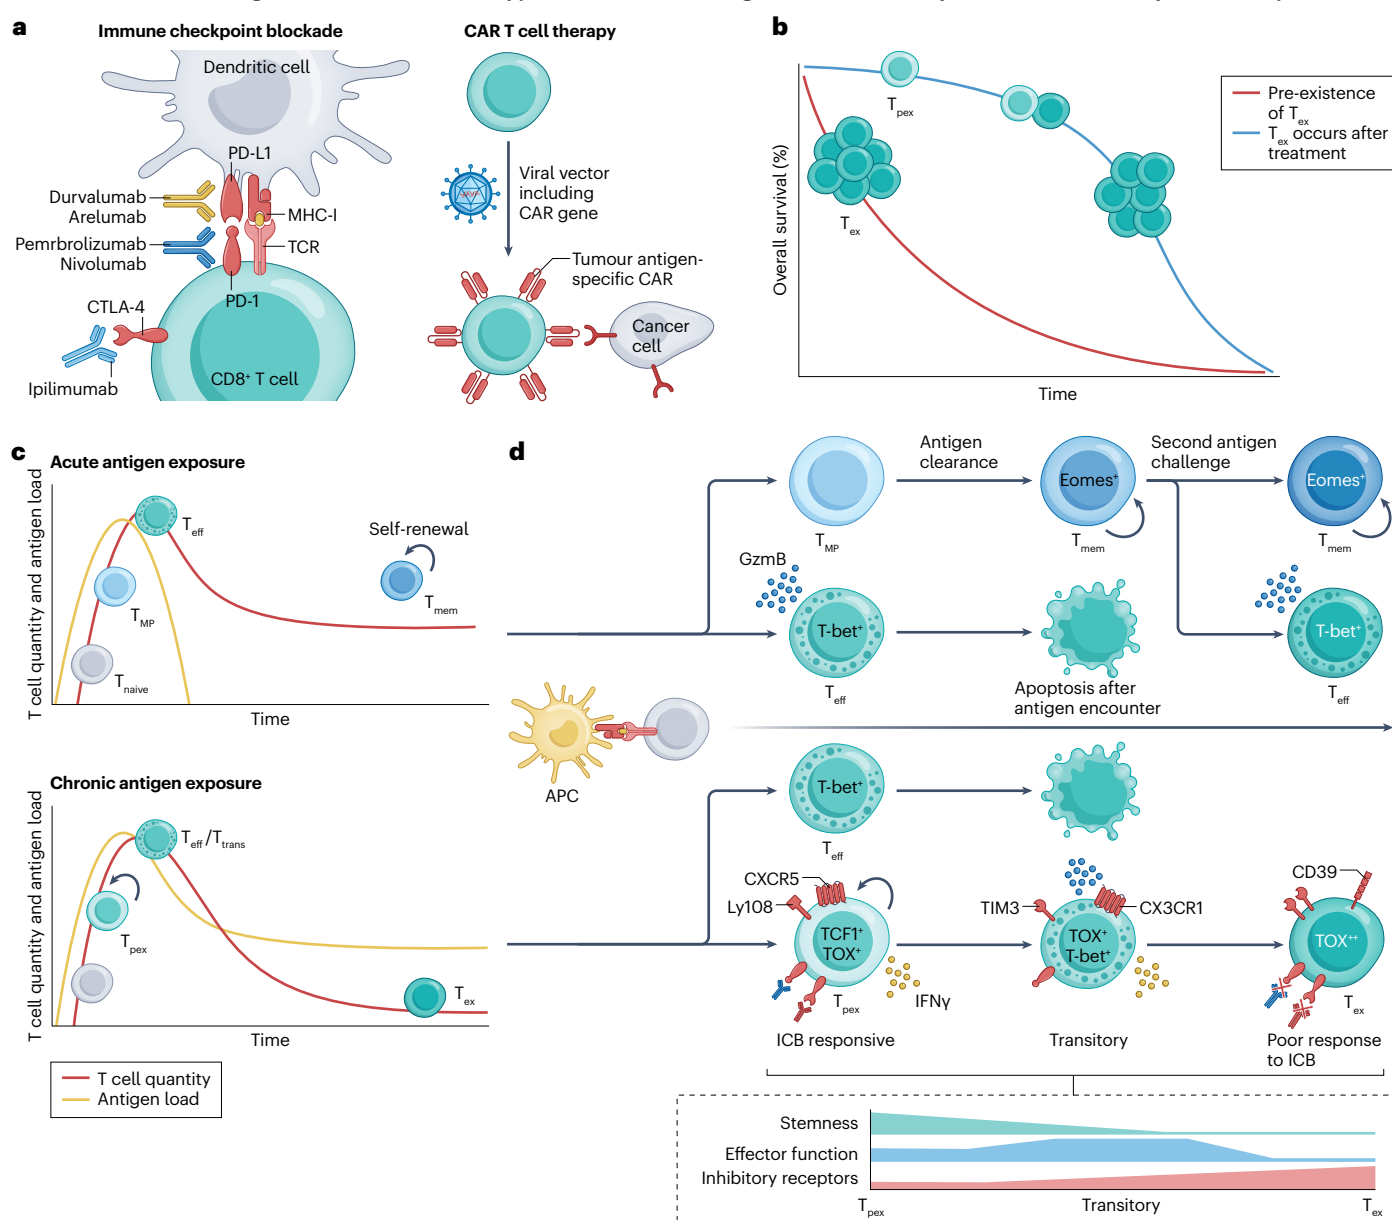 a
Immune checkpoint blockade
Dendritic cell
PD-L1
Durvalumab
Arelumab
MHC-I
Pemrbrolizumab
Nivolumab
TCR
PD-1
CTLA-4
CD8+ T cell
Ipilimumab
CAR T cell therapy
Viral vector
including
CAR gene
Tumour antigen-
specific CAR
Cancer
cell
b
Overall survival (%)
Tpex
Tex
Time
Pre-existence
of Tex
Tex occurs after
treatment
c
Acute antigen exposure
T cell quantity and antigen load
Teff
Self-renewal
TMP
Tmem
Tnaive
Time
Chronic antigen exposure
T cell quantity and antigen load
Teff/Ttrans
Tpex
Tex
Time
T cell quantity
Antigen load
d
Antigen
clearance
Second antigen
challenge
Eomes+
Eomes+
TMP
Tmem
Tmem
GzmB
T-bet+
T-bet+
Teff
Apoptosis after
antigen encounter
Teff
APC
T-bet+
Teff
CXCR5
Ly108
TCF1+
TOX+
Tpex
IFNγ
TIM3
CX3CR1
TOX+
T-bet+
CD39
TOX++
Tex
ICB responsive
Transitory
Poor response
to ICB
Stemness
Effector function
Inhibitory receptors
Tpex
Transitory
Tex